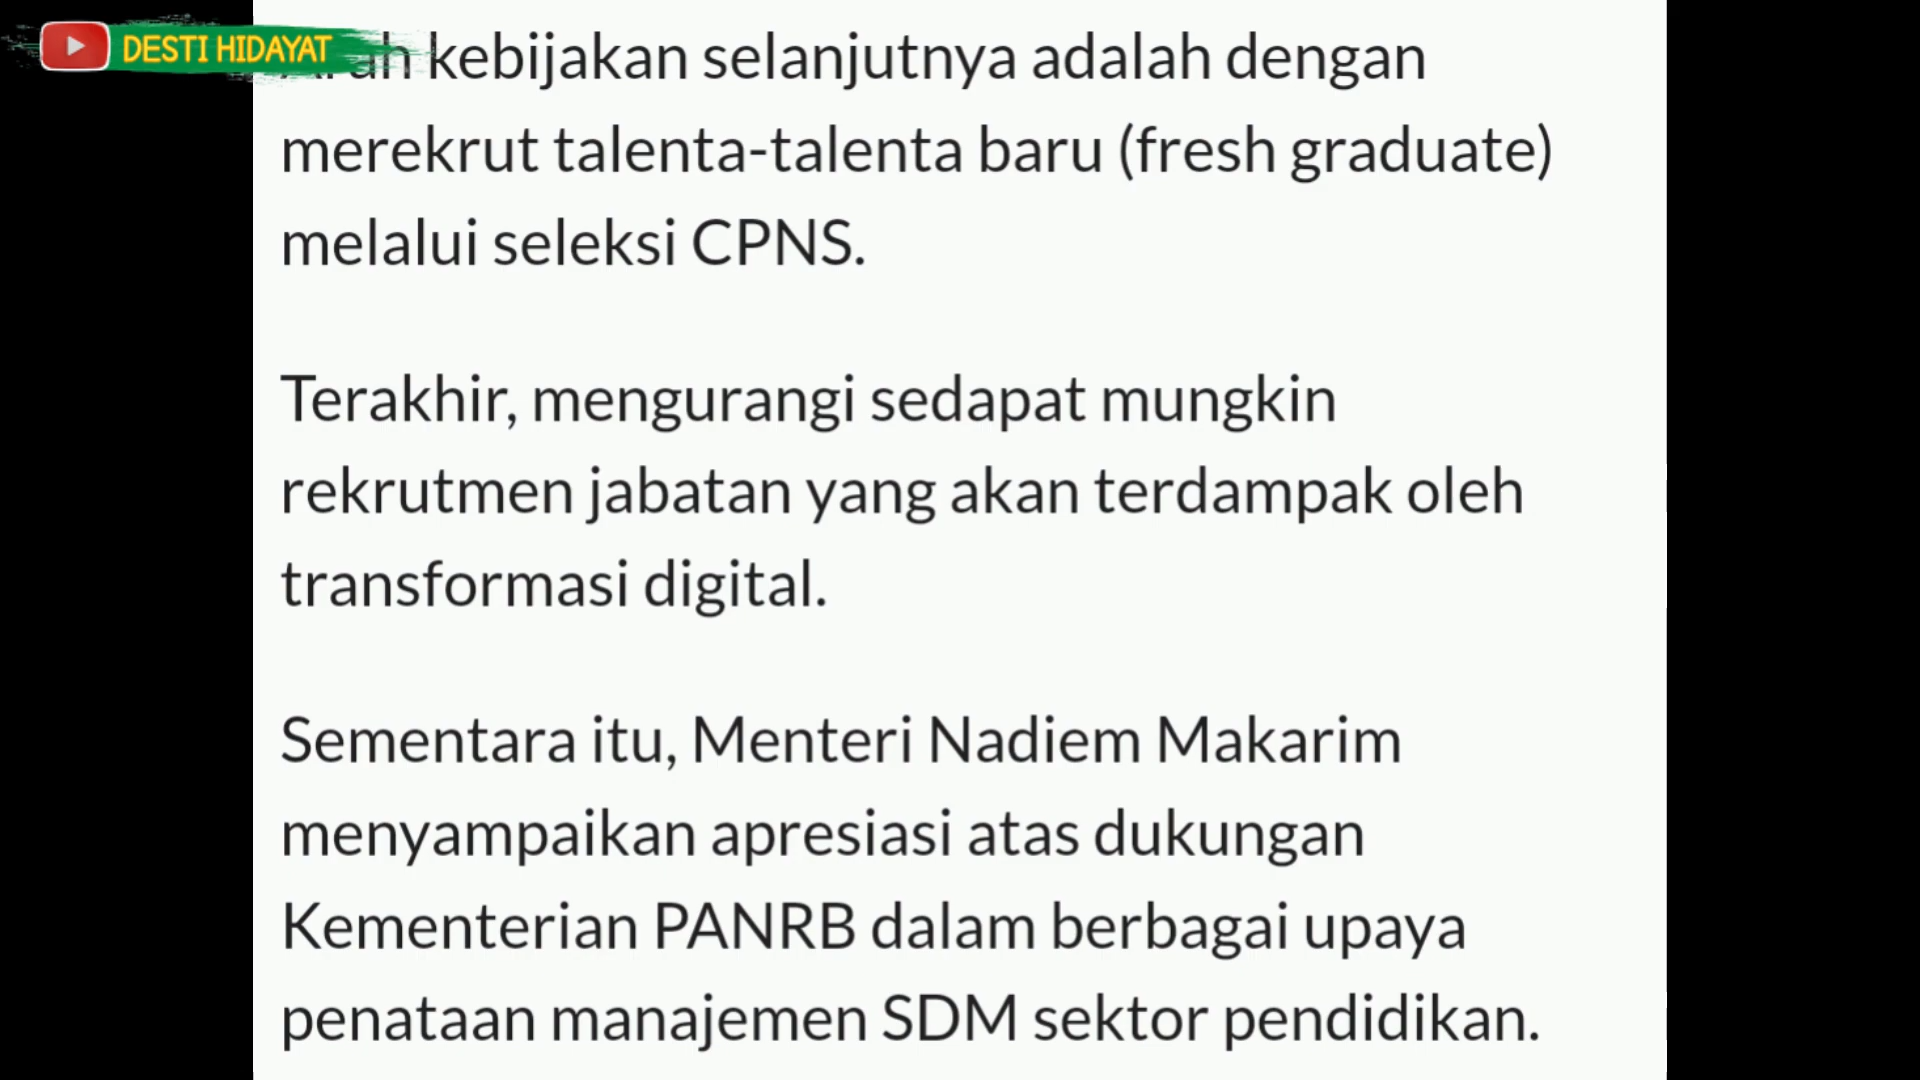 DESTI HIDAYAT
kebijakan selanjutnya adalah dengan
merekrut talenta-talenta baru (fresh graduate)
melalui seleksi CPNS.
Terakhir, mengurangi sedapat mungkin
rekrutmen jabatan yang akan terdampak oleh
transformasi digital.
Sementara itu, Menteri Nadiem Makarim
menyampaikan apresiasi atas dukungan
Kementerian PANRB dalam berbagai upaya
penataan manajemen SDM sektor pendidikan.